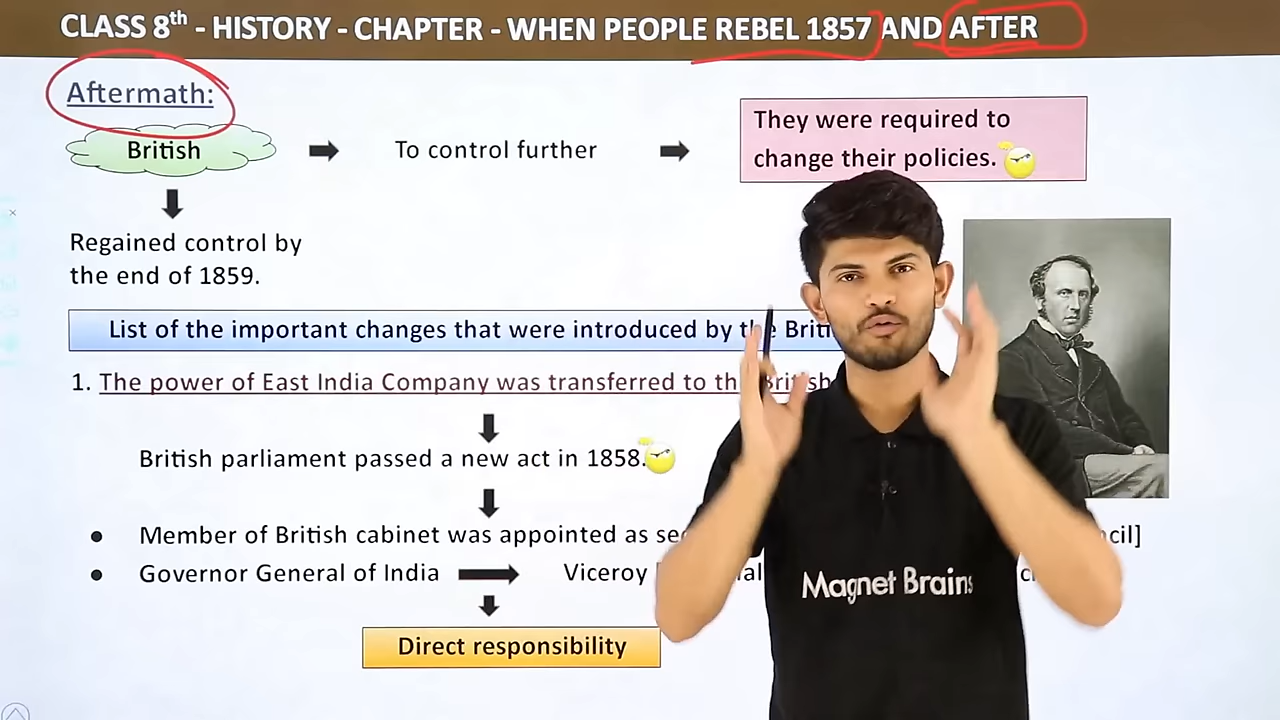 CLASS 8th - HISTORY - CHAPTER - WHEN PEOPLE REBEL 1857 AND AFTER
Aftermath:
British
To control further
They were required to
change their policies.
Regained control by
the end of 1859.
List of the important changes that were introduced by the
1. The power of East India Company was transferred to
British parliament passed a new act in 1858.
Member of British cabinet was appointed as
Governor General of India
Viceroy
Direct responsibility
Magnet Brains